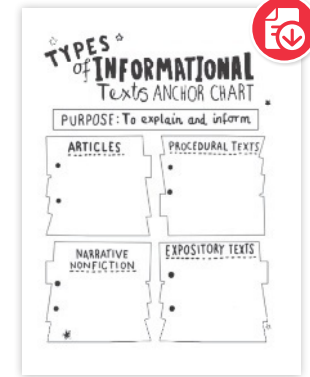 TYPES
of INFORMATIONAL
Texts ANCHOR CHART
PURPOSE: To explain and inform
ARTICLES
PROCEDURAL TEXTS
NARRATIVE
NONFICTION
EXPOSITORY TEXTS